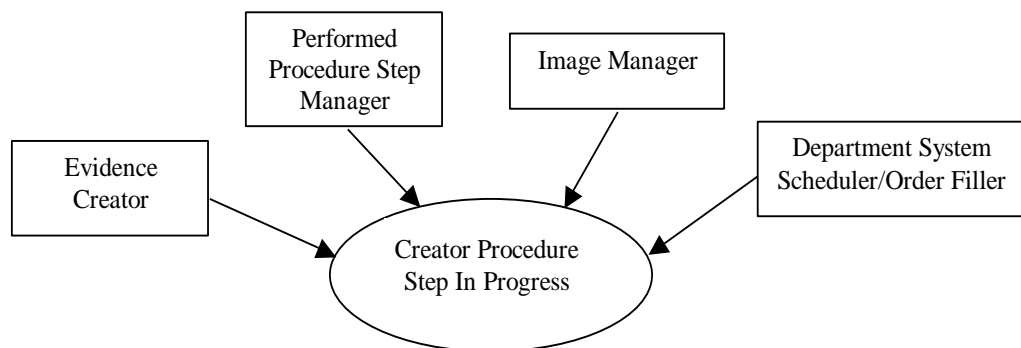 Performed
Procedure Step
Manager
Image Manager
Evidence
Creator
Department System
Scheduler/Order Filler
Creator Procedure
Step In Progress